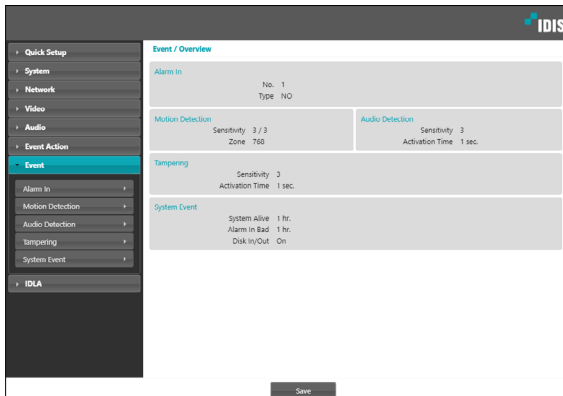 IDIS
Quick Setup
System
Network
Video
Audio
Event Action
Event
Alarm In
Motion Detection
Audio Detection
Tampering
System Event
IDLA
Event / Overview
Alarm In
No. 1
Type NO
Motion Detection
Sensitivity 3 / 3
Zone 768
Audio Detection
Sensitivity 3
Activation Time 1 sec.
Tampering
Sensitivity 3
Activation Time 1 sec.
System Event
System Alive 1 hr.
Alarm In Bad 1 hr.
Disk In/Out On
Save